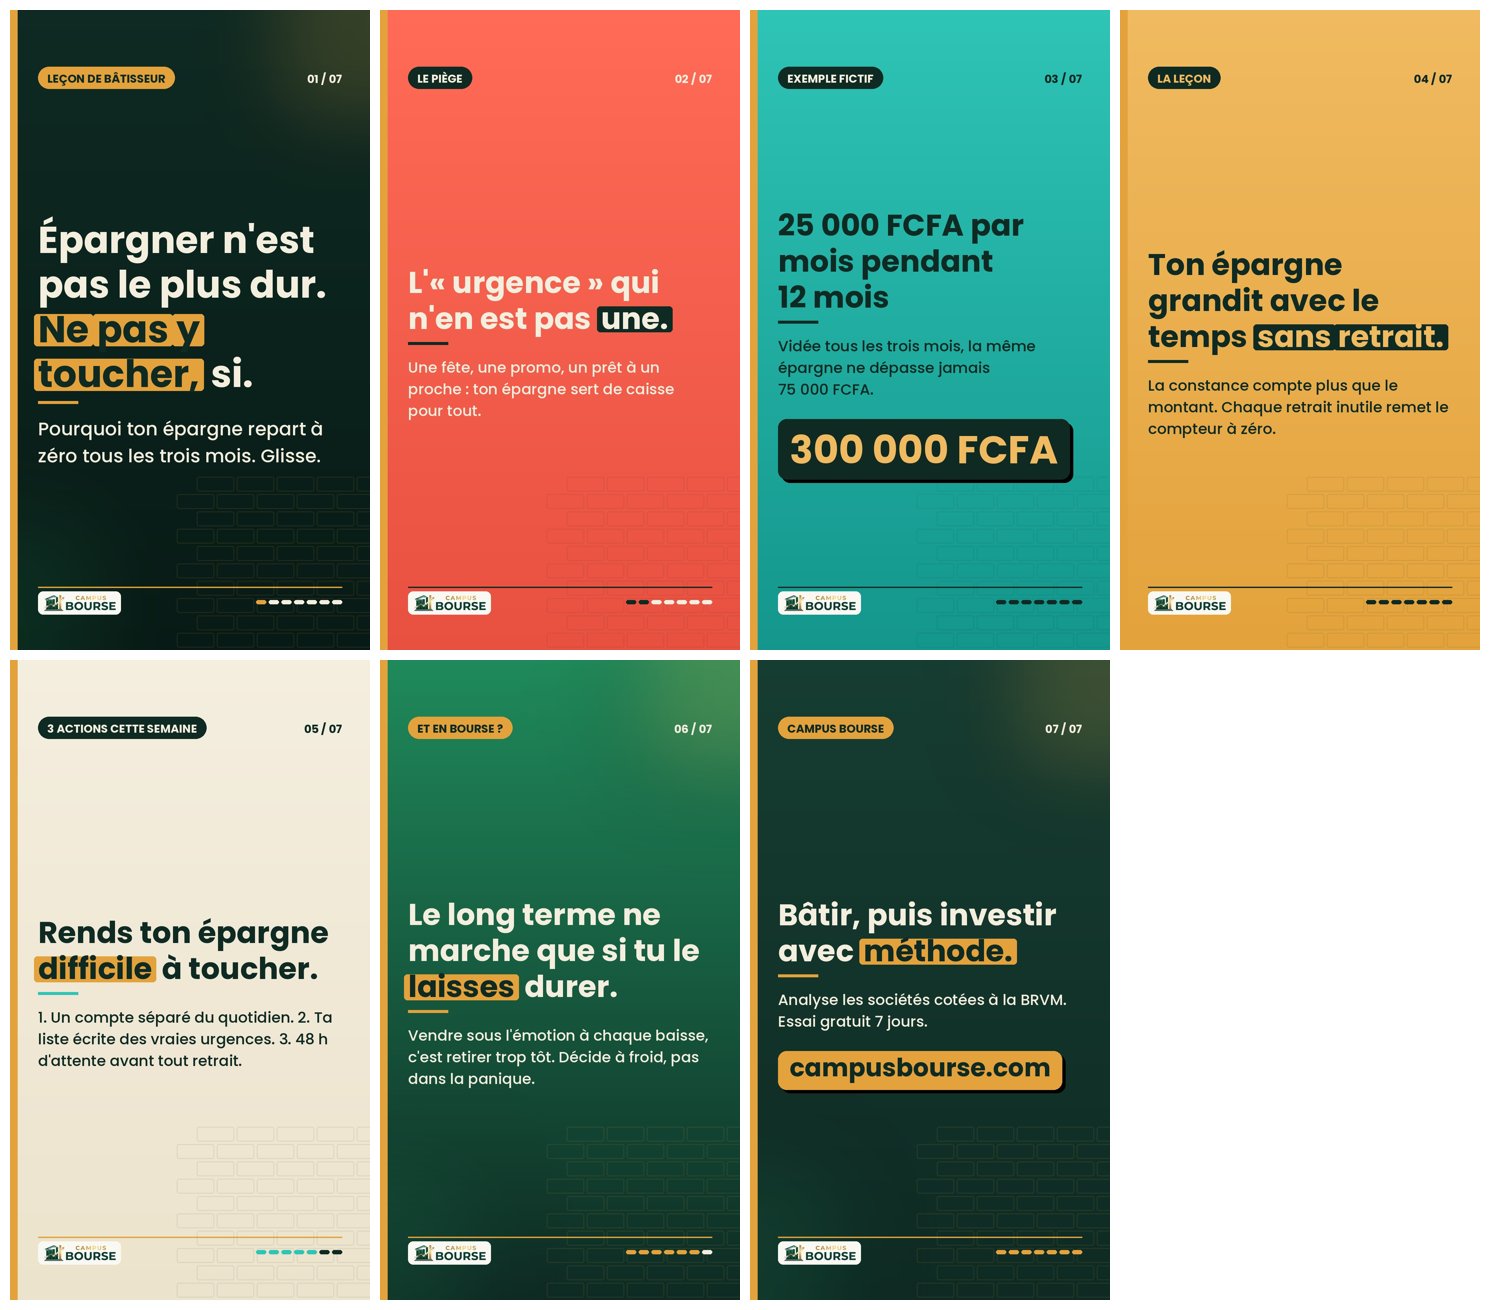 LEÇON DE BÂTISSEUR
01 / 07
Épargner n'est
pas le plus dur.
Ne pas y
toucher, si.
Pourquoi ton épargne repart à
zéro tous les trois mois. Glisse.
CAMPUS
BOURSE
LE PIÈGE
02 / 07
L'« urgence » qui
n'en est pas une.
Une fête, une promo, un prêt à un
proche : ton épargne sert de caisse
pour tout.
CAMPUS
BOURSE
EXEMPLE FICTIF
03 / 07
25 000 FCFA par
mois pendant
12 mois
Vidée tous les trois mois, la même
épargne ne dépasse jamais
75 000 FCFA.
300 000 FCFA
CAMPUS
BOURSE
LA LEÇON
04 / 07
Ton épargne
grandit avec le
temps sans retrait.
La constance compte plus que le
montant. Chaque retrait inutile remet le
compteur à zéro.
CAMPUS
BOURSE
3 ACTIONS CETTE SEMAINE
05 / 07
Rends ton épargne
difficile à toucher.
1. Un compte séparé du quotidien. 2. Ta
liste écrite des vraies urgences. 3. 48 h
d'attente avant tout retrait.
CAMPUS
BOURSE
ET EN BOURSE ?
06 / 07
Le long terme ne
marche que si tu le
laisses durer.
Vendre sous l'émotion à chaque baisse,
c'est retirer trop tôt. Décide à froid, pas
dans la panique.
CAMPUS
BOURSE
CAMPUS BOURSE
07 / 07
Bâtir, puis investir
avec méthode.
Analyse les sociétés cotées à la BRVM.
Essai gratuit 7 jours.
campusbourse.com
CAMPUS
BOURSE